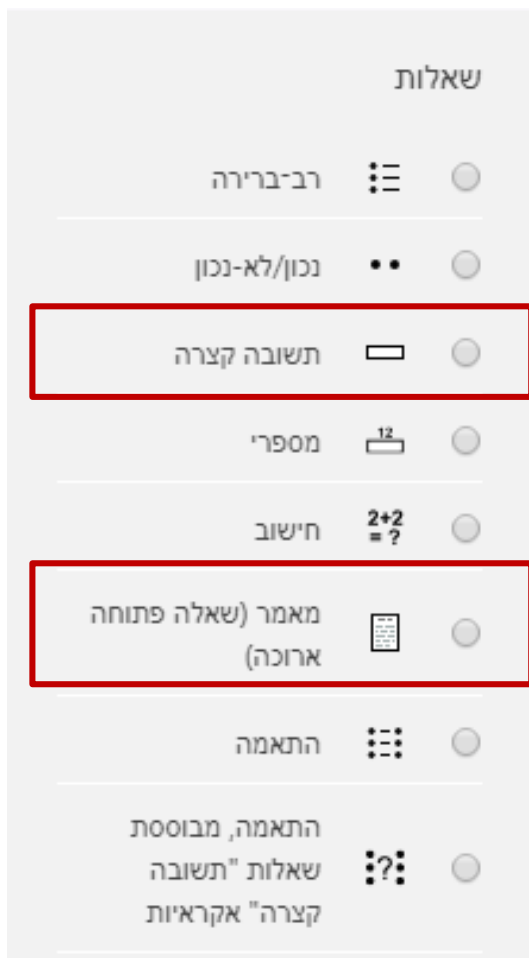 שאלות
רב-ברירה
נכון/לא-נכון
תשובה קצרה
12 מספרי
2+2
= ?
חישוב
מאמר (שאלה פתוחה
ארוכה)
התאמה
התאמה, מבוססת
? שאלות "תשובה
קצרה" אקראיות